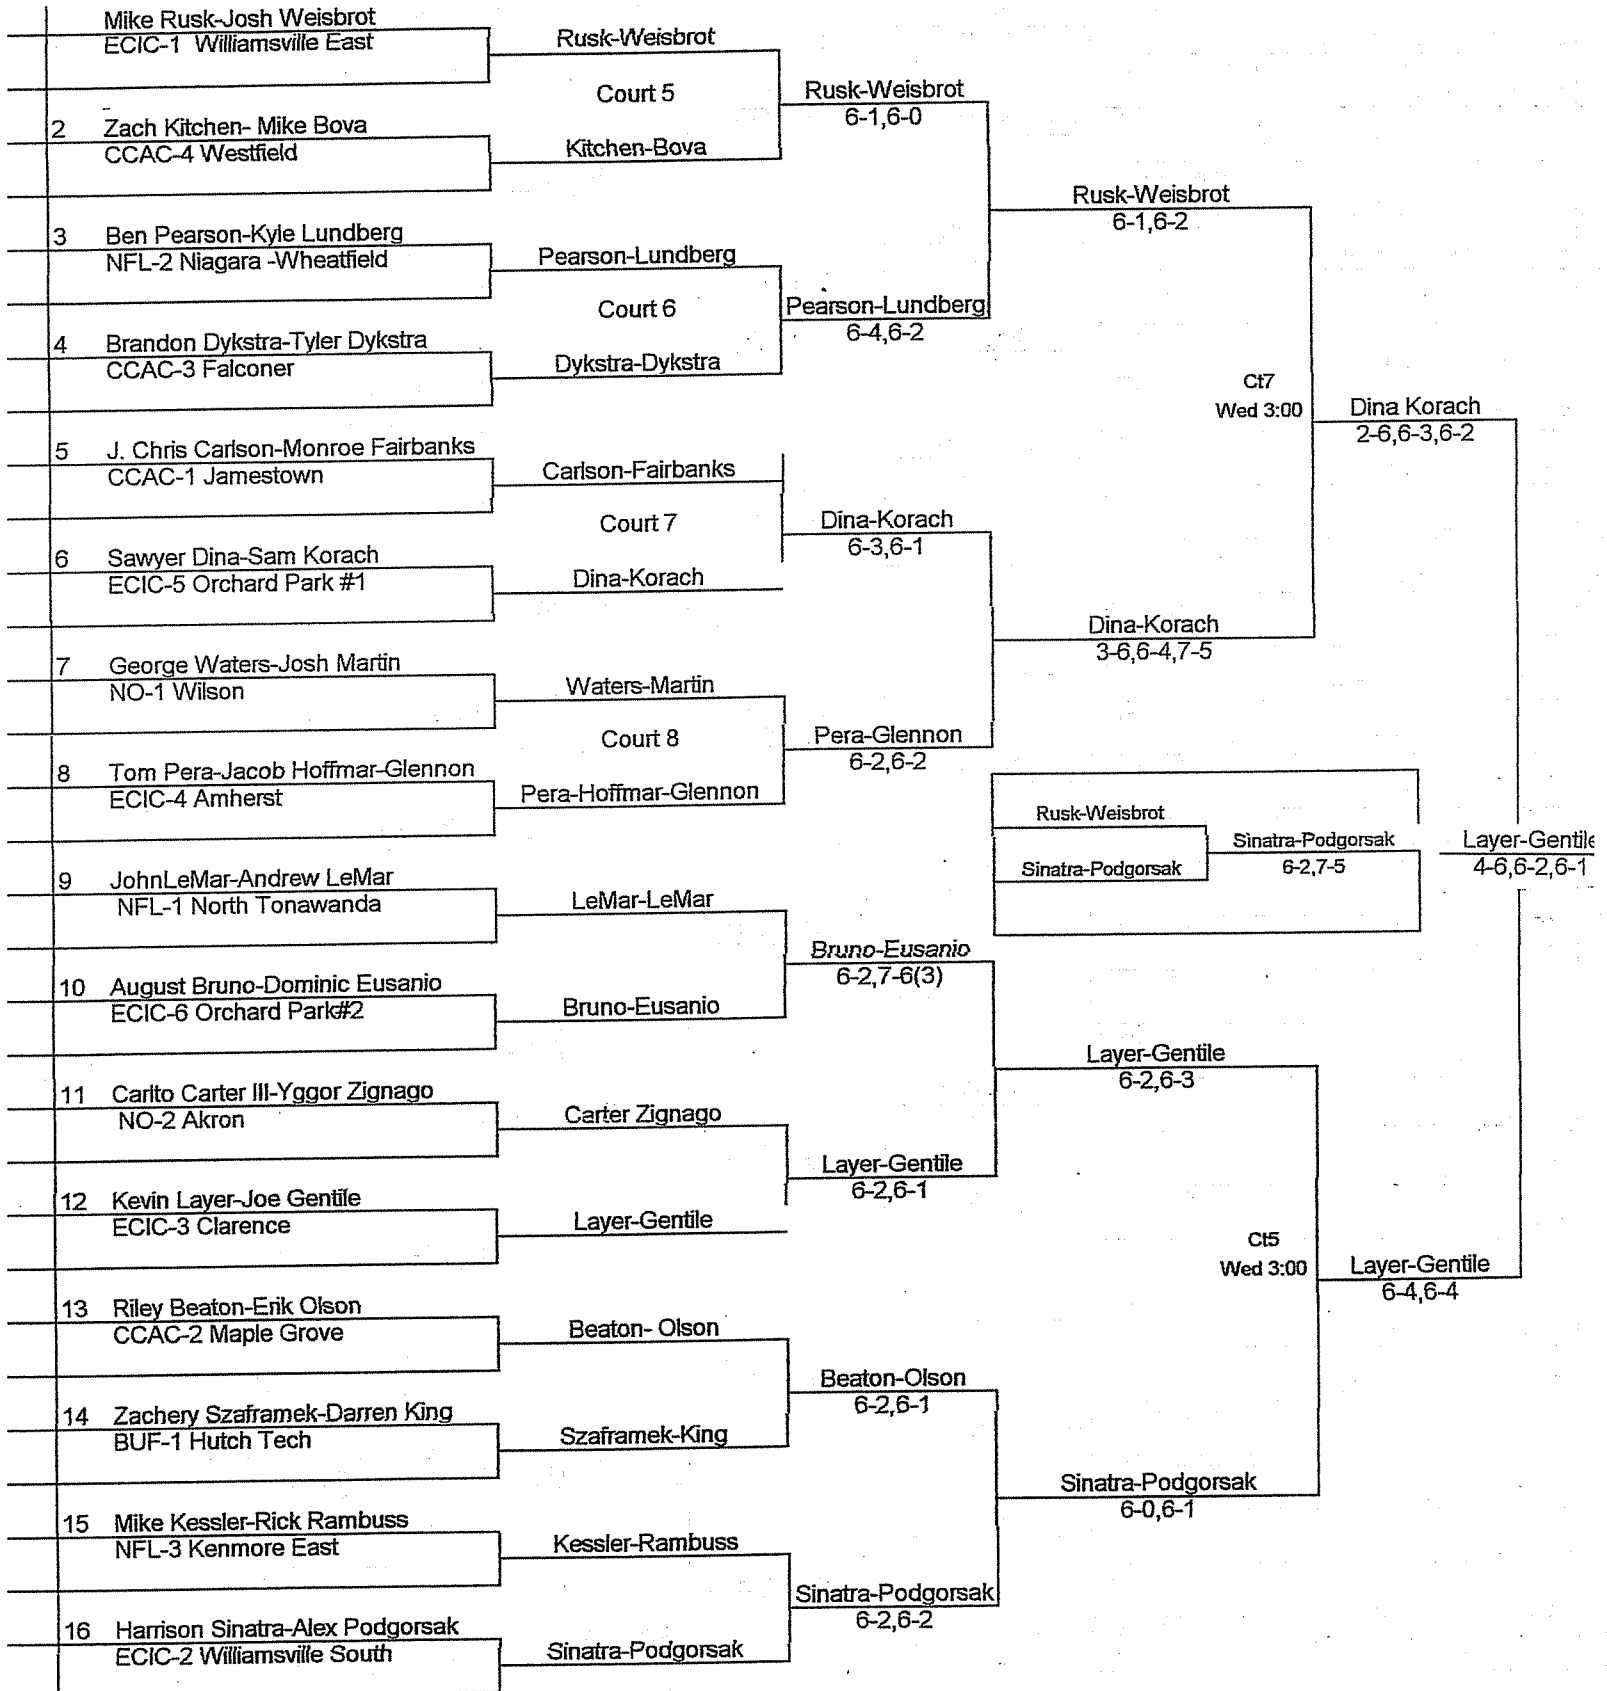 Mike Rusk-Josh Weisbrot
ECIC-1 Williamsville East
2 Zach Kitchen- Mike Bova
CCAC-4 Westfield
3 Ben Pearson-Kyle Lundberg
NFL-2 Niagara -Wheatfield
4 Brandon Dykstra-Tyler Dykstra
CCAC-3 Falconer
5 J. Chris Carlson-Monroe Fairbanks
CCAC-1 Jamestown
6 Sawyer Dina-Sam Korach
ECIC-5 Orchard Park #1
7 George Waters-Josh Martin
NO-1 Wilson
8 Tom Pera-Jacob Hoffmar-Glennon
ECIC-4 Amherst
9 JohnLeMar-Andrew LeMar
NFL-1 North Tonawanda
10 August Bruno-Dominic Eusanio
ECIC-6 Orchard Park#2
11 Carlto Carter III-Yggor Zignago
NO-2 Akron
12 Kevin Layer-Joe Gentile
ECIC-3 Clarence
13 Riley Beaton-Erik Olson
CCAC-2 Maple Grove
14 Zachery Szaframek-Darren King
BUF-1 Hutch Tech
15 Mike Kessler-Rick Rambuss
NFL-3 Kenmore East
16 Harrison Sinatra-Alex Podgorsak
ECIC-2 Williamsville South
Rusk-Weisbrot
Court 5
Kitchen-Bova
Pearson-Lundberg
Court 6
Dykstra-Dykstra
Carlson-Fairbanks
Court 7
Dina-Korach
Waters-Martin
Court 8
Pera-Hoffmar-Glennon
LeMar-LeMar
Bruno-Eusanio
Carter Zignago
Layer-Gentile
Beaton- Olson
Szaframek-King
Kessler-Rambuss
Sinatra-Podgorsak
Rusk-Weisbrot
6-1,6-0
Pearson-Lundberg
6-4,6-2
Dina-Korach
6-3,6-1
Pera-Glennon
6-2,6-2
Bruno-Eusanio
6-2,7-6(3)
Layer-Gentile
6-2,6-1
Beaton-Olson
6-2,6-1
Sinatra-Podgorsak
6-2,6-2
Rusk-Weisbrot
6-1,6-2
Ct7
Wed 3:00
Dina-Korach
3-6,6-4,7-5
Rusk-Weisbrot
Sinatra-Podgorsak
Sinatra-Podgorsak
6-2,7-5
Layer-Gentile
6-2,6-3
Ct5
Wed 3:00
Sinatra-Podgorsak
6-0,6-1
Dina Korach
2-6,6-3,6-2
Layer-Gentile
6-4,6-4
Layer-Gentile
4-6,6-2,6-1